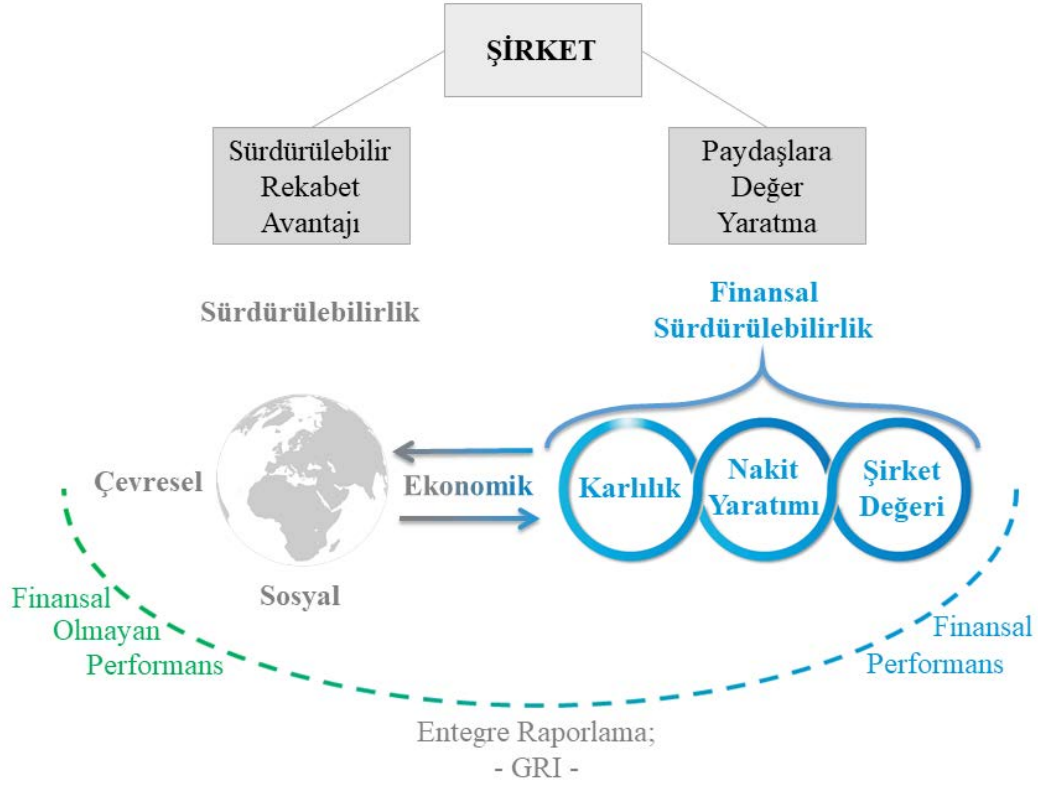 ŞİRKET
Sürdürülebilir
Rekabet
Avantajı
Paydaşlara
Değer
Yaratma
Sürdürülebilirlik
Finansal
Sürdürülebilirlik
Çevresel
Ekonomik
Karlılık
Nakit
Yaratımı
Şirket
Değeri
Sosyal
Finansal
Olmayan
Performans
Finansal
Performans
Entegre Raporlama;
- GRI -